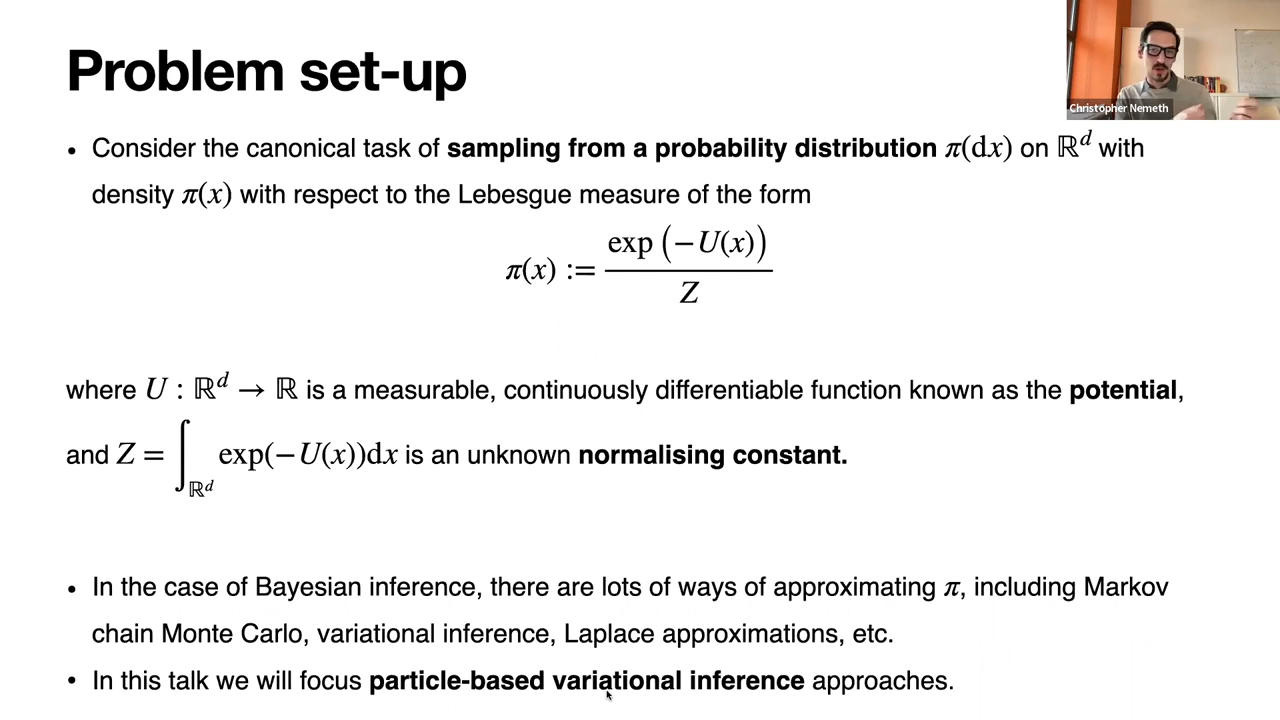 Problem set-up
Christopher Nemeth
• Consider the canonical task of sampling from a probability distribution π(dx) on ℝᵈ with
density π(x) with respect to the Lebesgue measure of the form
π(x) := exp (−U(x)) / Z
where U : ℝᵈ → ℝ is a measurable, continuously differentiable function known as the potential,
and Z = ∫_ℝᵈ exp(−U(x))dx is an unknown normalising constant.
• In the case of Bayesian inference, there are lots of ways of approximating π, including Markov
chain Monte Carlo, variational inference, Laplace approximations, etc.
• In this talk we will focus particle-based variational inference approaches.